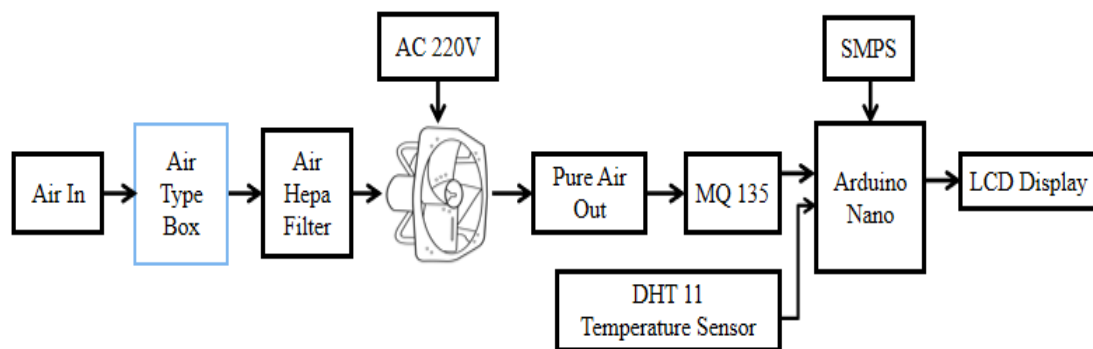 AC 220V
SMPS
Air In
Air
Type
Box
Air
Hepa
Filter
Pure Air
Out
MQ 135
Arduino
Nano
LCD Display
DHT 11
Temperature Sensor